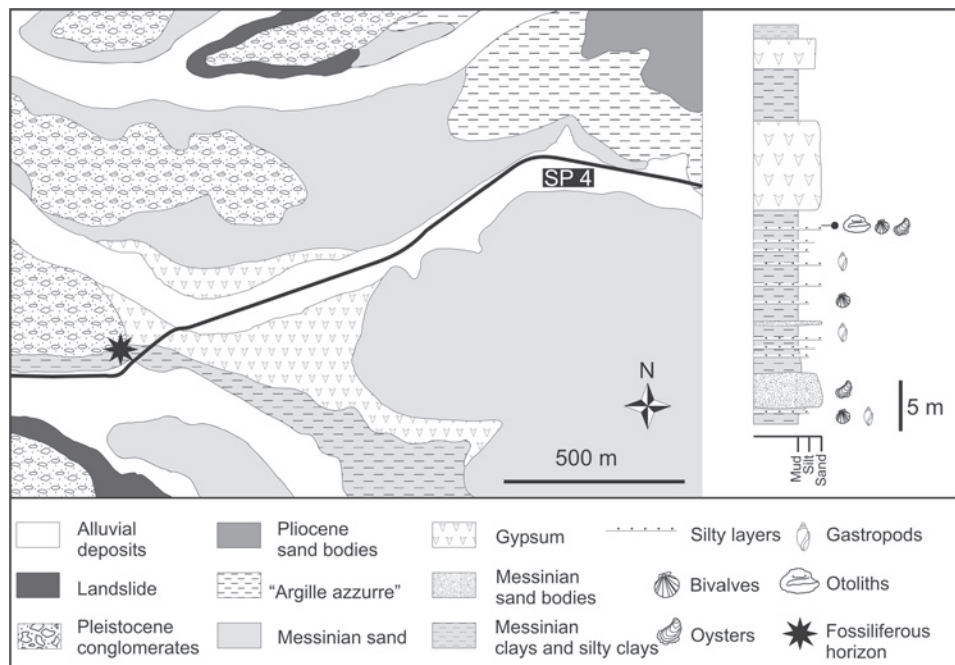 SP 4
N
500 m
5 m
Mud
Silt
Sand
Alluvial
deposits
Landslide
Pleistocene
conglomerates
Pliocene
sand bodies
"Argille azzurre"
Messinian sand
Gypsum
Messinian
sand bodies
Messinian
clays and silty clays
Silty layers
Bivalves
Oysters
Gastropods
Otoliths
Fossiliferous
horizon